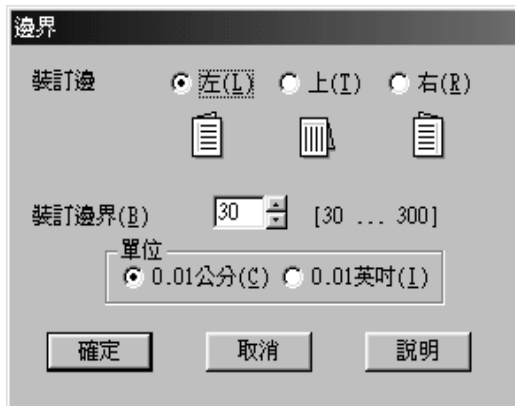 邊界
裝訂邊 左(L) 上(T) 右(R)
裝訂邊界(B) 30 [30 ... 300]
單位
0.01公分(C) 0.01英吋(I)
確定 取消 說明